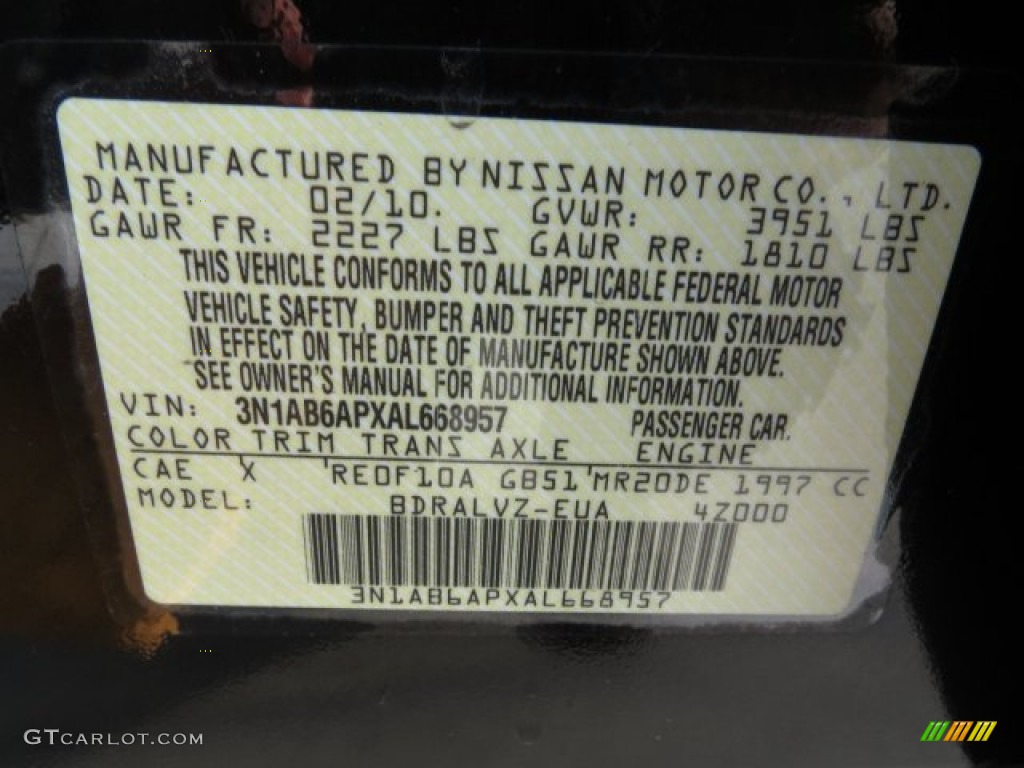 MANUFACTURED BY NISSAN MOTOR CO., LTD.
DATE: 02/10. GVWR: 3951 LBS
GAWR FR: 2227 LBS GAWR RR: 1810 LBS
THIS VEHICLE CONFORMS TO ALL APPLICABLE FEDERAL MOTOR
VEHICLE SAFETY, BUMPER AND THEFT PREVENTION STANDARDS
IN EFFECT ON THE DATE OF MANUFACTURE SHOWN ABOVE.
SEE OWNER'S MANUAL FOR ADDITIONAL INFORMATION.
VIN: 3N1AB6APXAL668957 PASSENGER CAR.
COLOR TRIM TRANS AXLE ENGINE
CAE 'X 'RE0F10A GB51'MR20DE 1997 CC
MODEL: BDRALVZ-EUA 4Z000
3N1AB6APXAL668957
GTCARLOT.COM